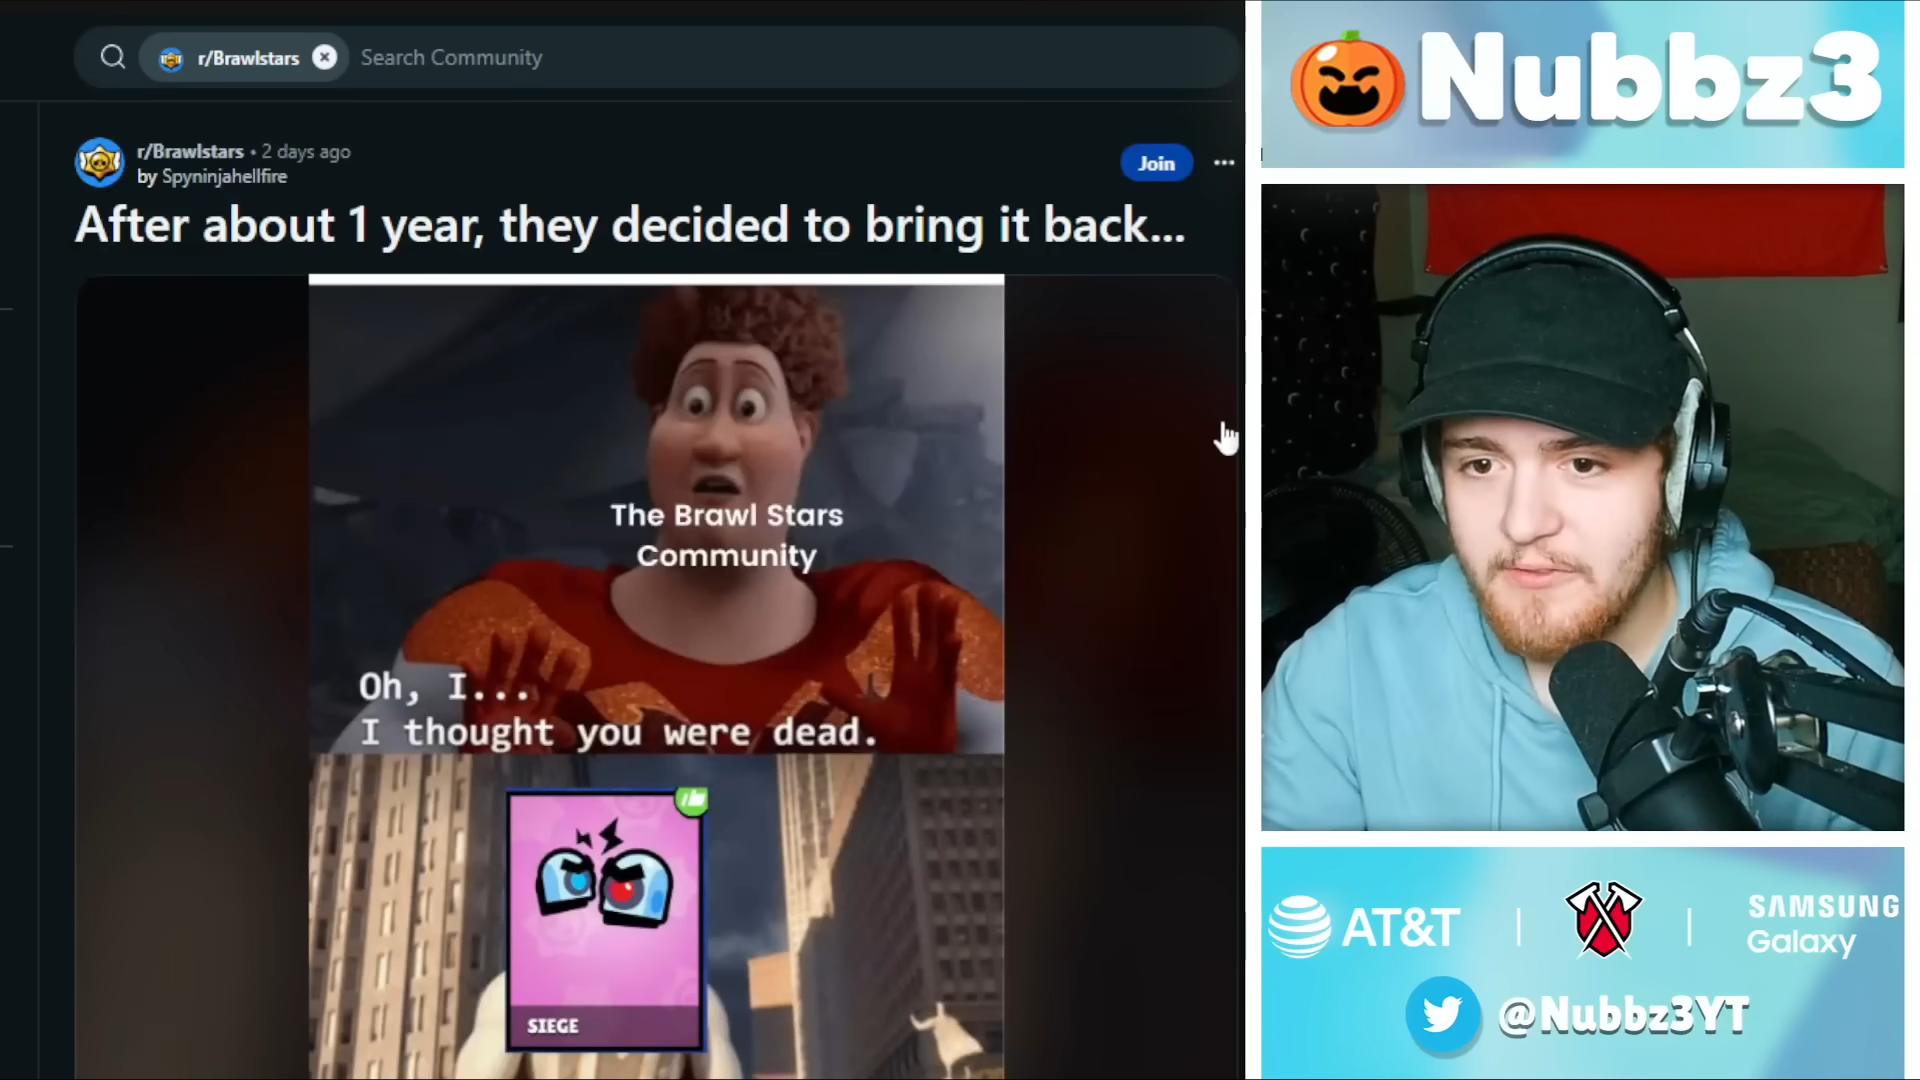 r/Brawlstars
Search Community
r/Brawlstars • 2 days ago
by Spyninjahellfire
Join
After about 1 year, they decided to bring it back...
The Brawl Stars
Community
Oh, I...
I thought you were dead.
SIEGE
Nubbz3
AT&T
SAMSUNG
Galaxy
@Nubbz3YT